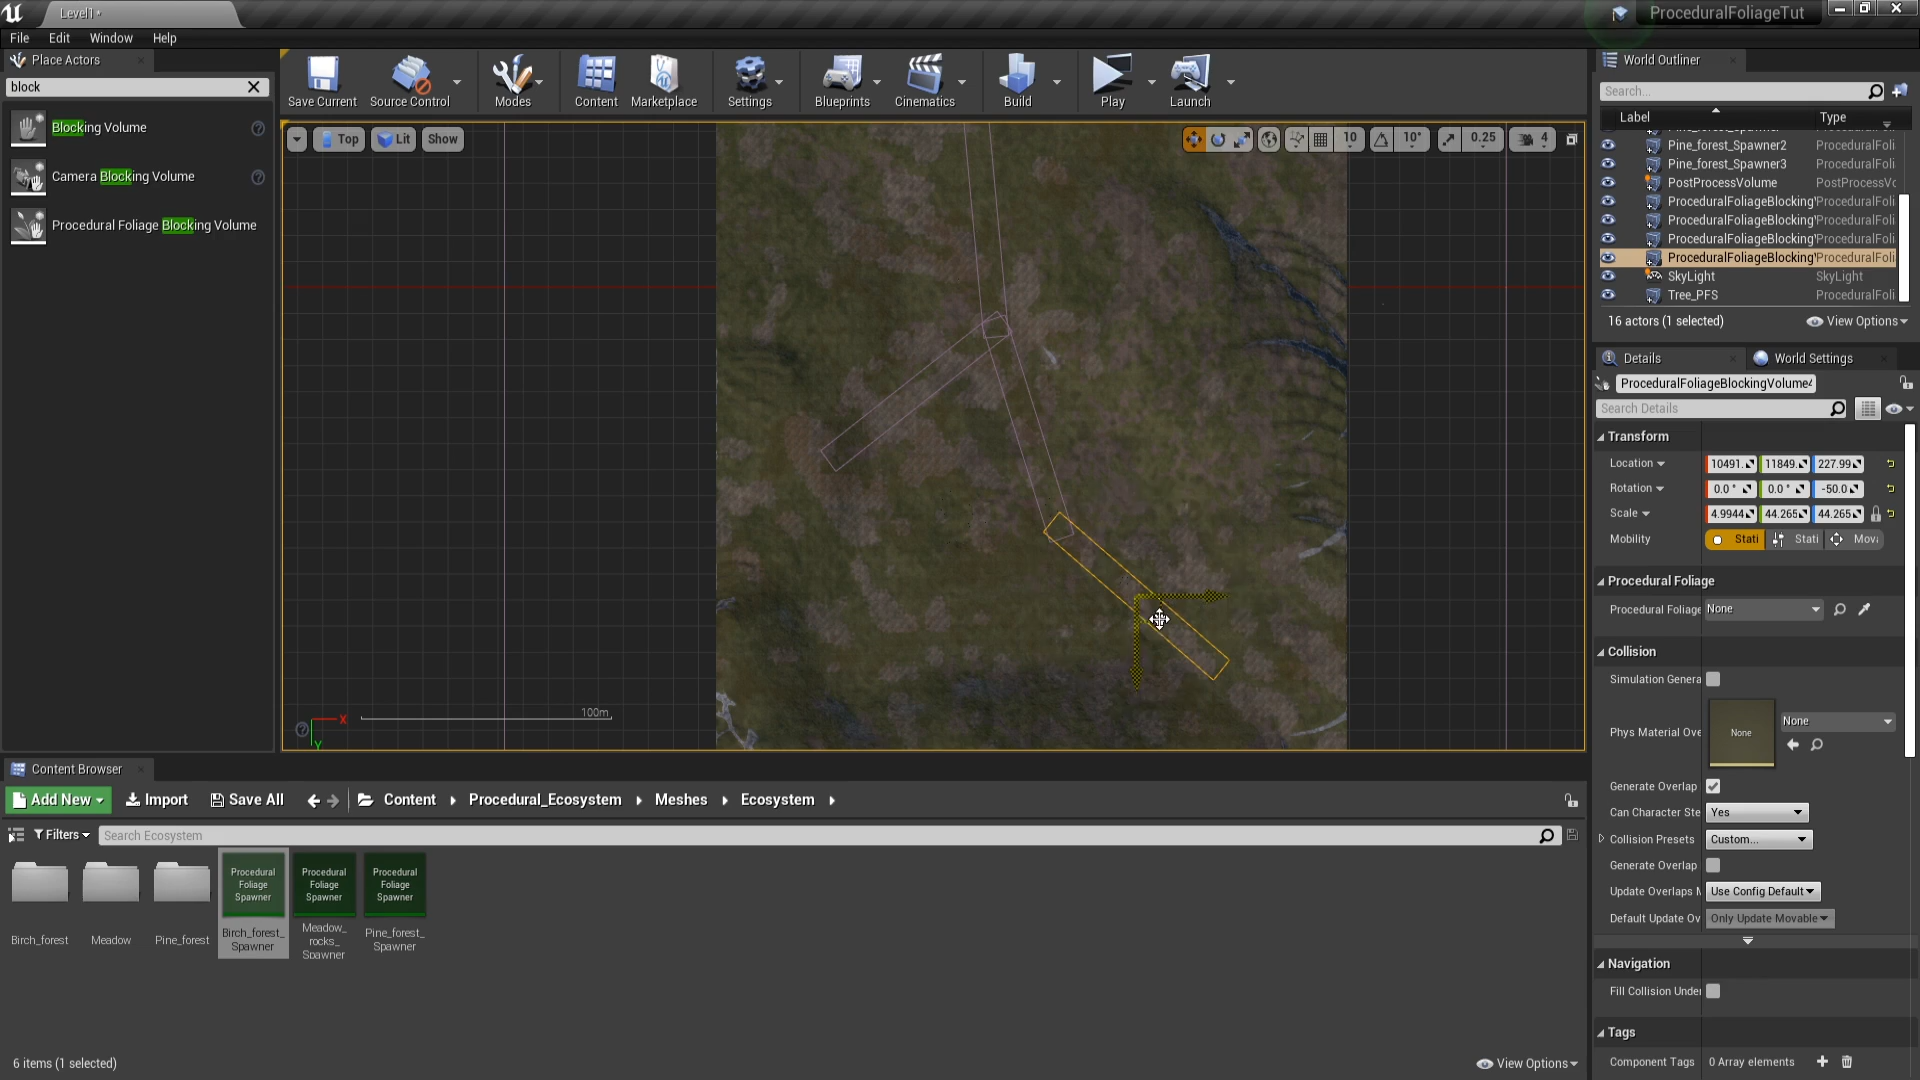 Level1*
ProceduralFoliageTut
File Edit Window Help
Place Actors
block
Blocking Volume
Camera Blocking Volume
Procedural Foliage Blocking Volume
Save Current
Source Control
Modes
Content
Marketplace
Settings
Blueprints
Cinematics
Build
Play
Launch
Top
Lit
Show
10
10°
0.25
4
100m
X
Y
World Outliner
Search...
Label Type
Pine_forest_Spawner2 ProceduralFoli
Pine_forest_Spawner3 ProceduralFoli
PostProcessVolume PostProcessVo
ProceduralFoliageBlocking ProceduralFoli
ProceduralFoliageBlocking ProceduralFoli
ProceduralFoliageBlocking ProceduralFoli
ProceduralFoliageBlocking ProceduralFoli
SkyLight SkyLight
Tree_PFS ProceduralFoli
16 actors (1 selected) View Options
Details World Settings
ProceduralFoliageBlockingVolume4
Search Details
Transform
Location 10491. 11849. 227.99
Rotation 0.0° 0.0° -50.0
Scale 4.9944 44.265 44.265
Mobility Stati Stati Mova
Procedural Foliage
Procedural Foliage None
Collision
Simulation Genera
Phys Material Ove None None
Generate Overlap
Can Character Ste Yes
Collision Presets Custom...
Generate Overlap
Update Overlaps M Use Config Default
Default Update Ov Only Update Movable
Navigation
Fill Collision Under
Tags
Component Tags 0 Array elements
Content Browser
Add New Import Save All Content Procedural_Ecosystem Meshes Ecosystem
Filters Search Ecosystem
Birch_forest
Meadow
Pine_forest
Procedural
Foliage
Spawner
Birch_forest_
Spawner
Procedural
Foliage
Spawner
Meadow_
rocks_
Spawner
Procedural
Foliage
Spawner
Pine_forest_
Spawner
6 items (1 selected) View Options